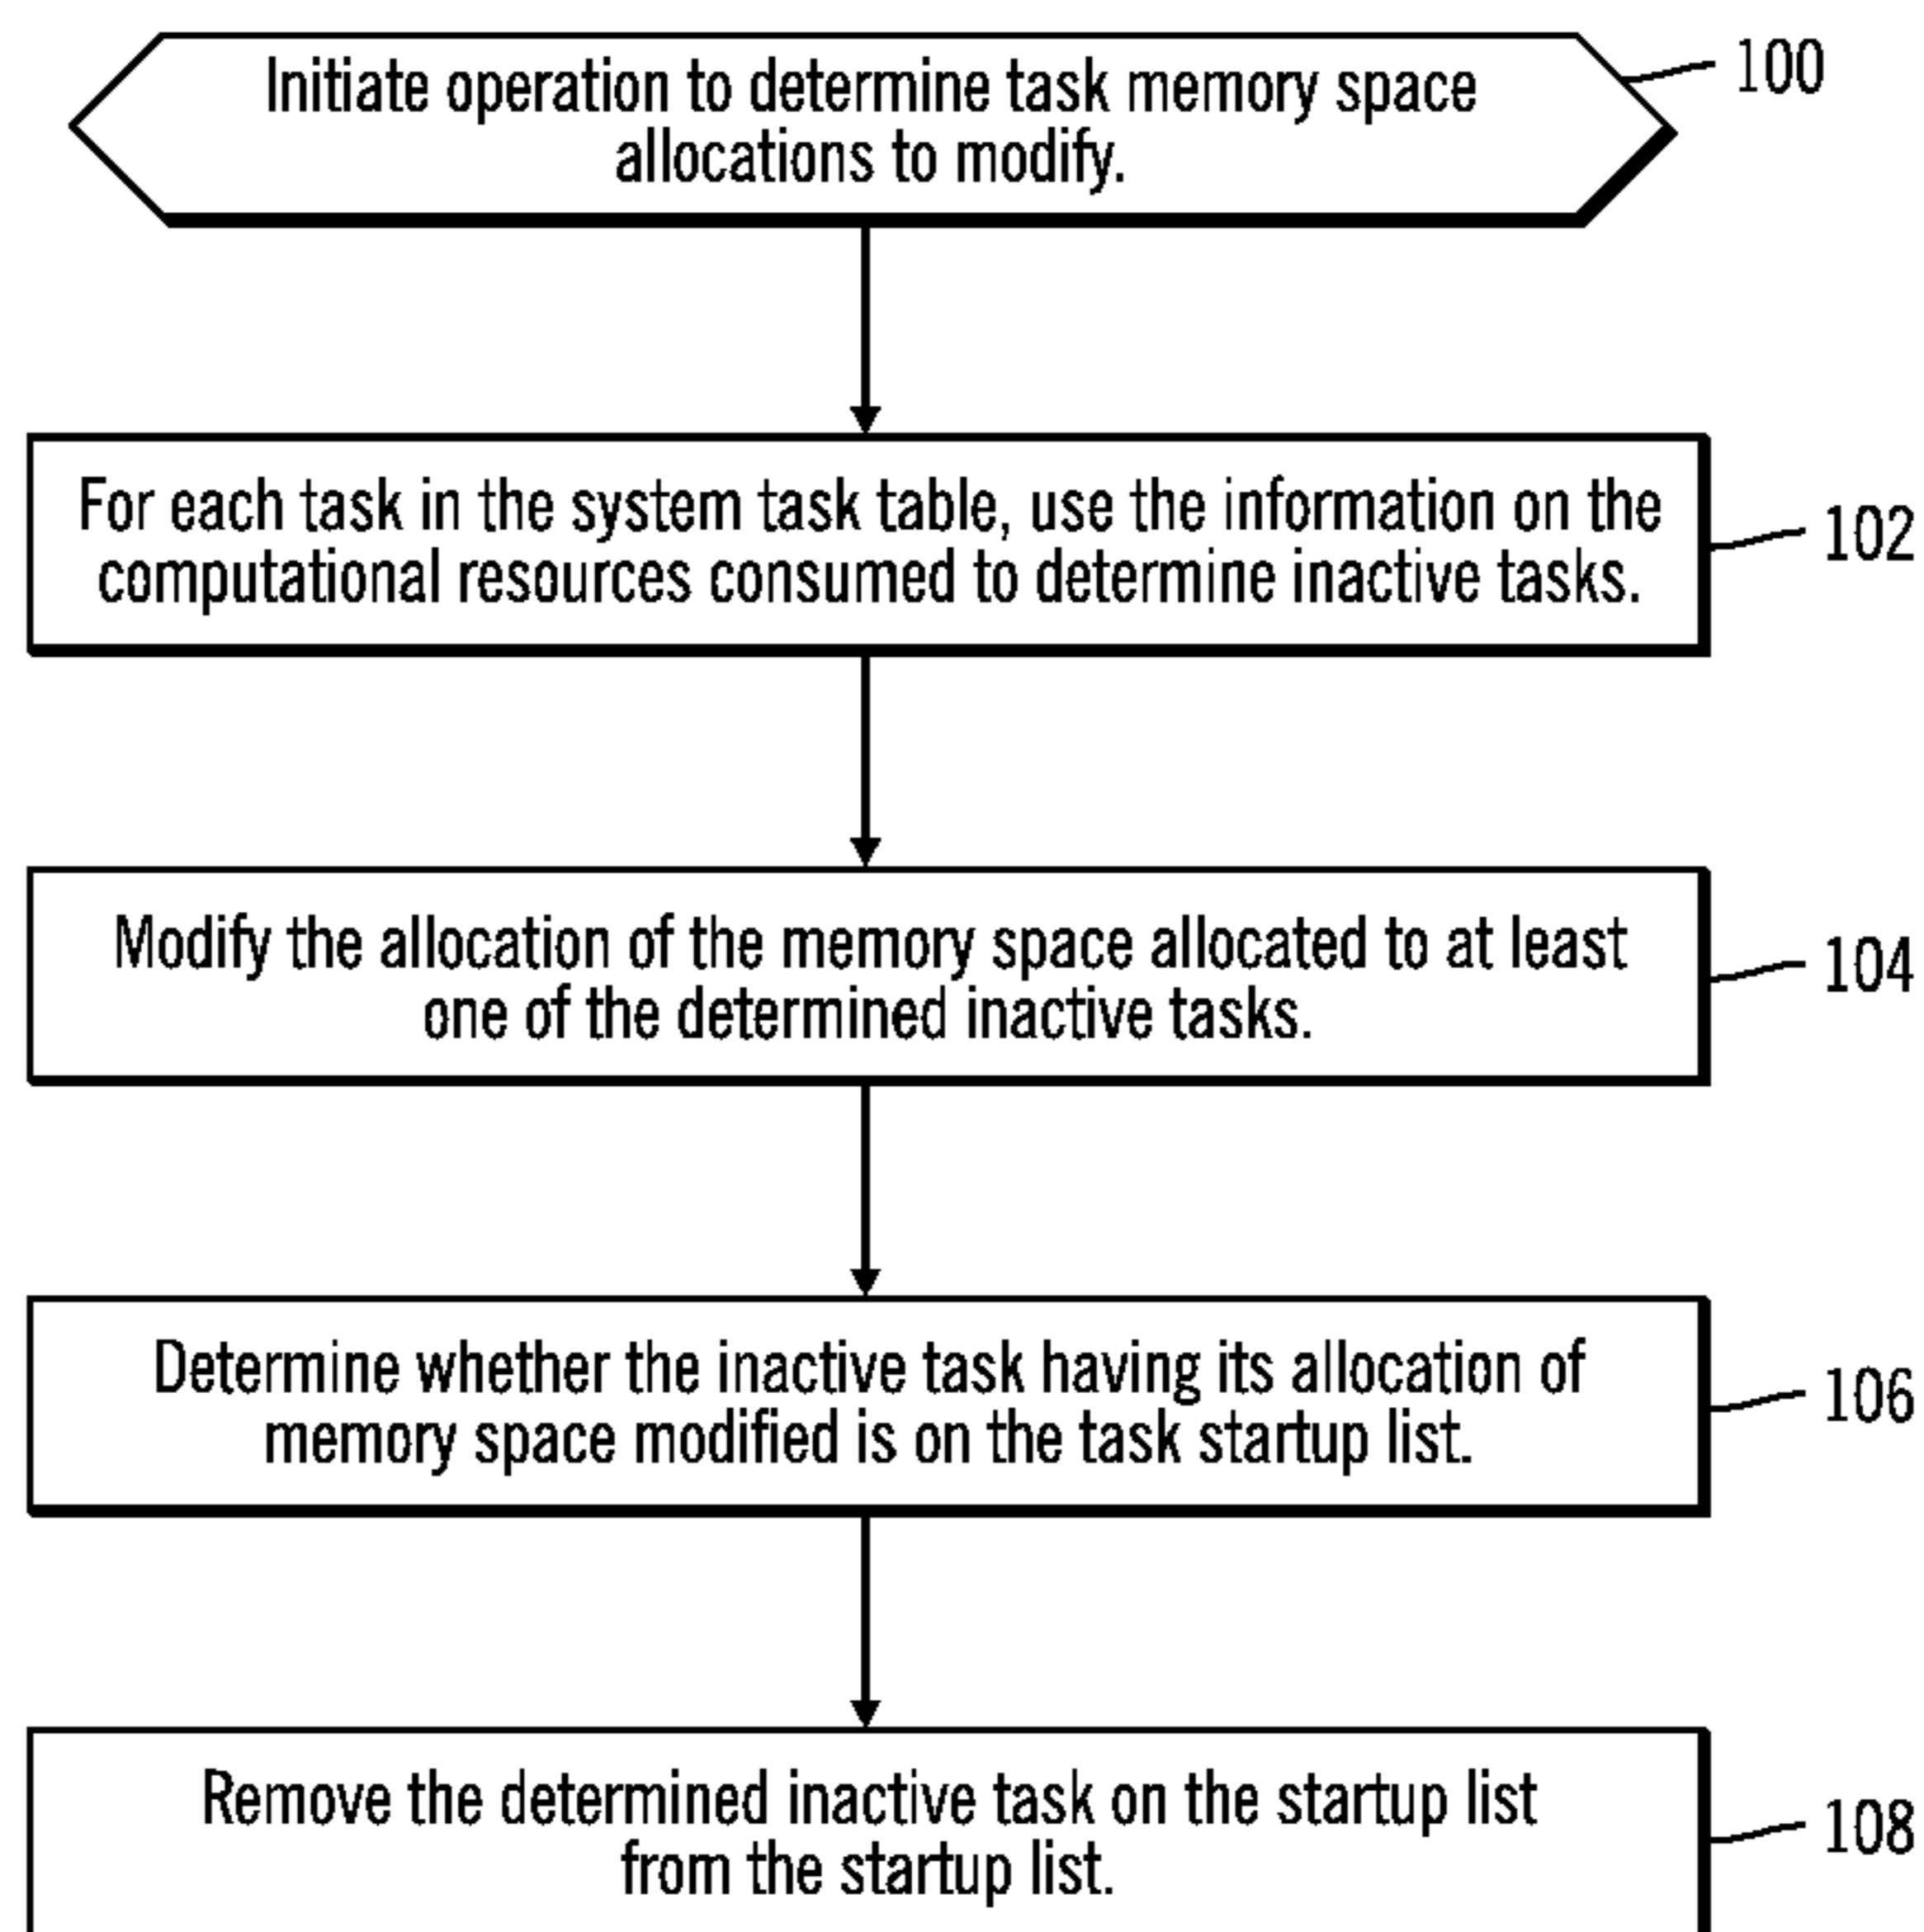 Initiate operation to determine task memory space
allocations to modify.
100
For each task in the system task table, use the information on the
computational resources consumed to determine inactive tasks.
102
Modify the allocation of the memory space allocated to at least
one of the determined inactive tasks.
104
Determine whether the inactive task having its allocation of
memory space modified is on the task startup list.
106
Remove the determined inactive task on the startup list
from the startup list.
108